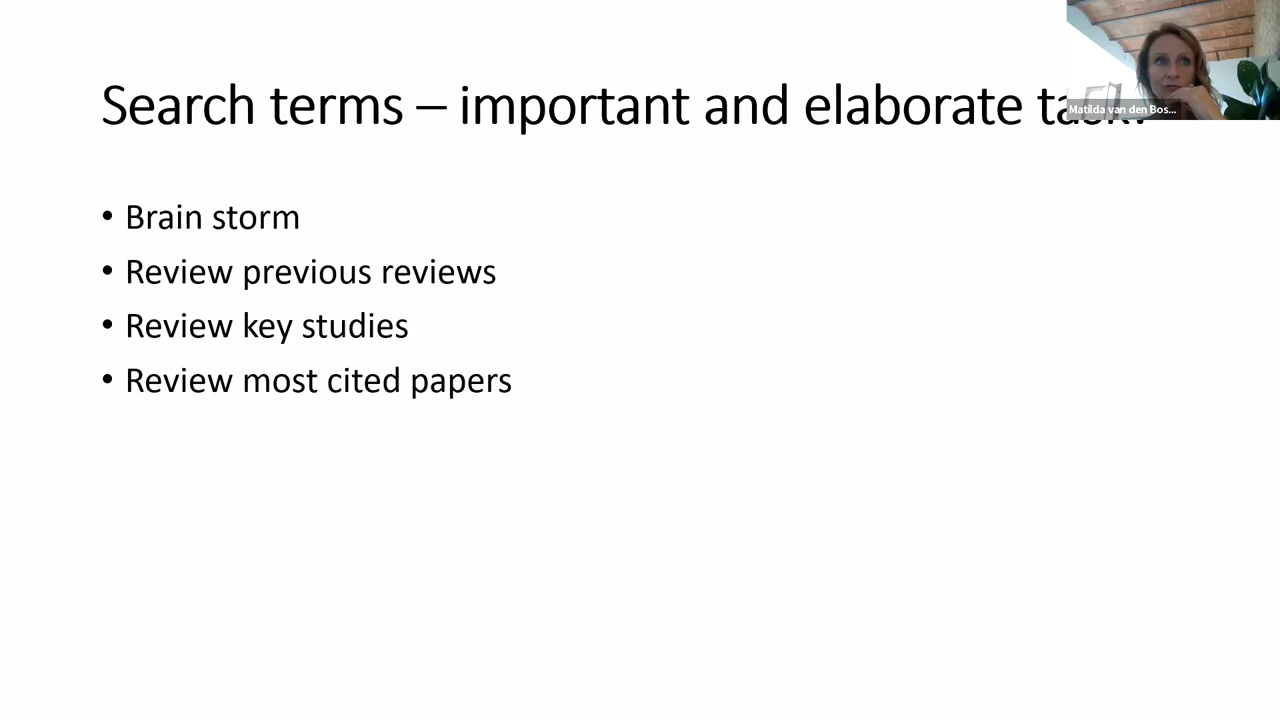 Search terms – important and elaborate task!
Matilda van den Bos...
• Brain storm
• Review previous reviews
• Review key studies
• Review most cited papers